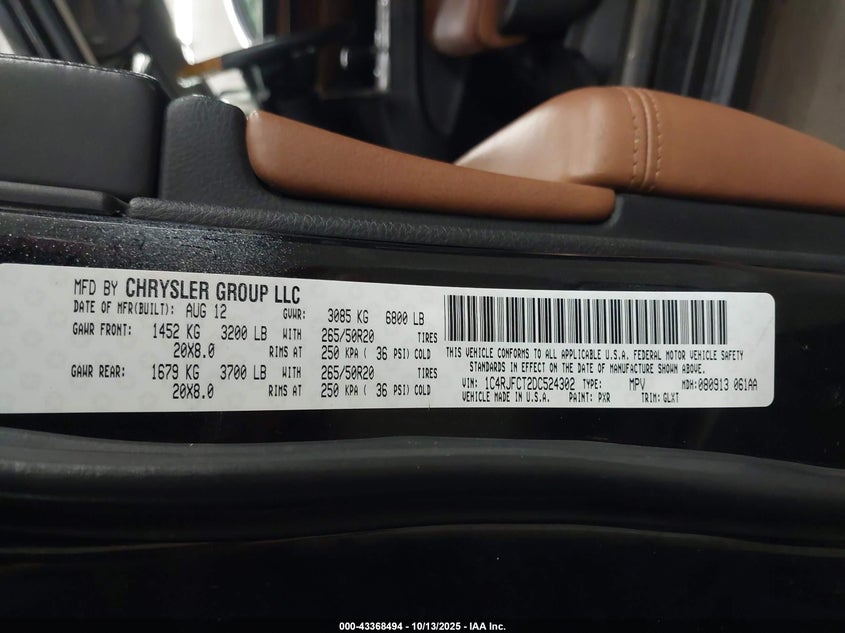 MFD BY CHRYSLER GROUP LLC
DATE OF MFR(BUILT): AUG 12 GVWR: 3085 KG 6800 LB
GAWR FRONT: 1452 KG 3200 LB WITH 265/50R20 TIRES
20X8.0 RIMS AT 250 KPA ( 36 PSI) COLD
GAWR REAR: 1679 KG 3700 LB WITH 265/50R20 TIRES
20X8.0 RIMS AT 250 KPA ( 36 PSI) COLD
THIS VEHICLE CONFORMS TO ALL APPLICABLE U.S.A. FEDERAL MOTOR VEHICLE SAFETY
STANDARDS IN EFFECT ON THE DATE OF MANUFACTURE SHOWN ABOVE.
VIN: 1C4RJFCT2DC524302 TYPE: MPV MDH: 080913 061AA
VEHICLE MADE IN U.S.A. PAINT: PXR TRIM: GLXT
000-43368494 - 10/13/2025 - IAA Inc.